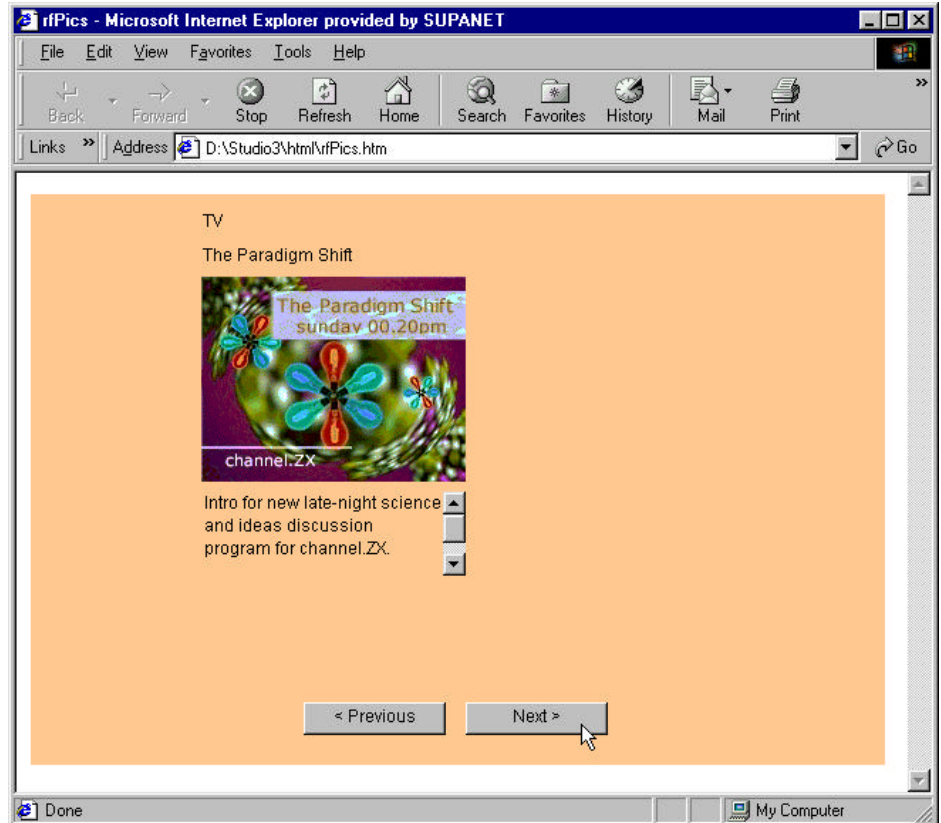 rfPics - Microsoft Internet Explorer provided by SUPANET
File Edit View Favorites Tools Help
Back Forward Stop Refresh Home Search Favorites History Mail Print »
Links » Address D:\Studio3\html\rfPics.htm Go
TV
The Paradigm Shift
The Paradigm Shift
sunday 00.20pm
channel.ZX
Intro for new late-night science
and ideas discussion
program for channel.ZX.
< Previous Next >
Done My Computer